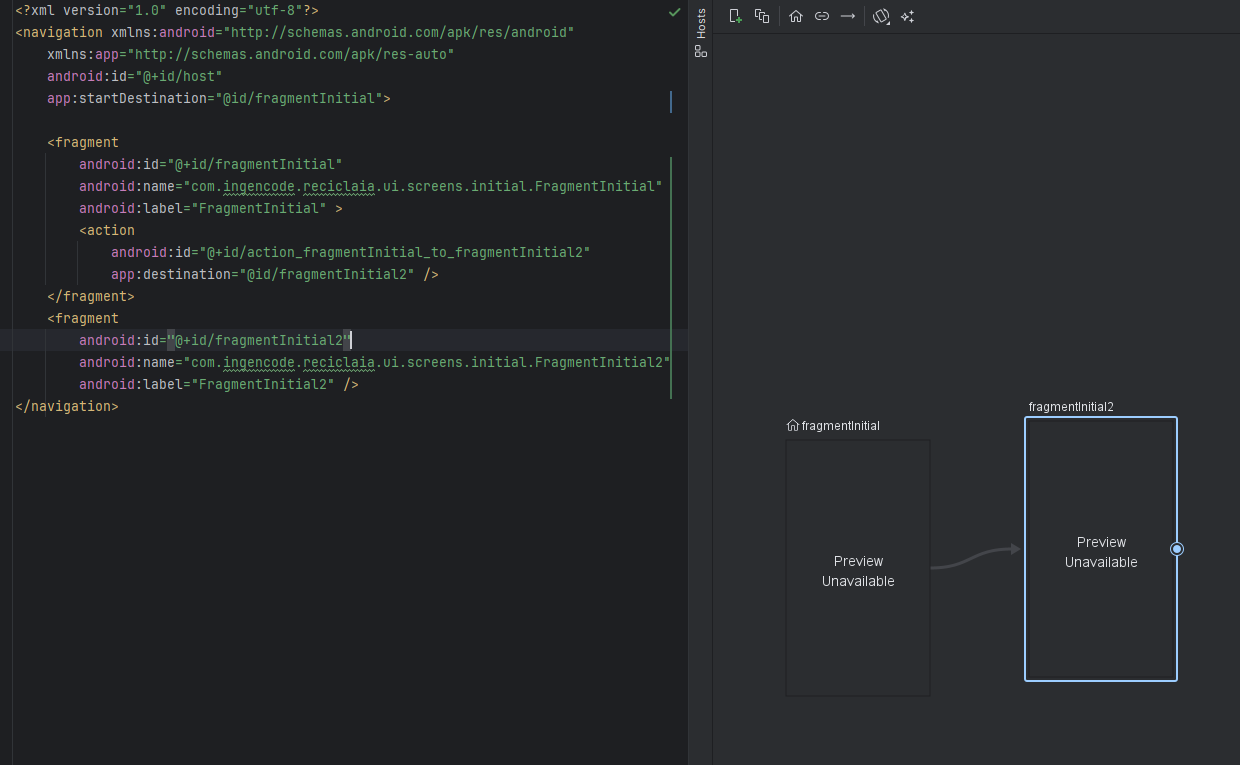 <?xml version="1.0" encoding="utf-8"?>
<navigation xmlns:android="http://schemas.android.com/apk/res/android"
    xmlns:app="http://schemas.android.com/apk/res-auto"
    android:id="@+id/host"
    app:startDestination="@id/fragmentInitial">

    <fragment
        android:id="@+id/fragmentInitial"
        android:name="com.ingencode.reciclaia.ui.screens.initial.FragmentInitial"
        android:label="FragmentInitial" >
        <action
            android:id="@+id/action_fragmentInitial_to_fragmentInitial2"
            app:destination="@id/fragmentInitial2" />
    </fragment>
    <fragment
        android:id="@+id/fragmentInitial2"
        android:name="com.ingencode.reciclaia.ui.screens.initial.FragmentInitial2"
        android:label="FragmentInitial2" />
</navigation>
Hosts
fragmentInitial
Preview
Unavailable
fragmentInitial2
Preview
Unavailable